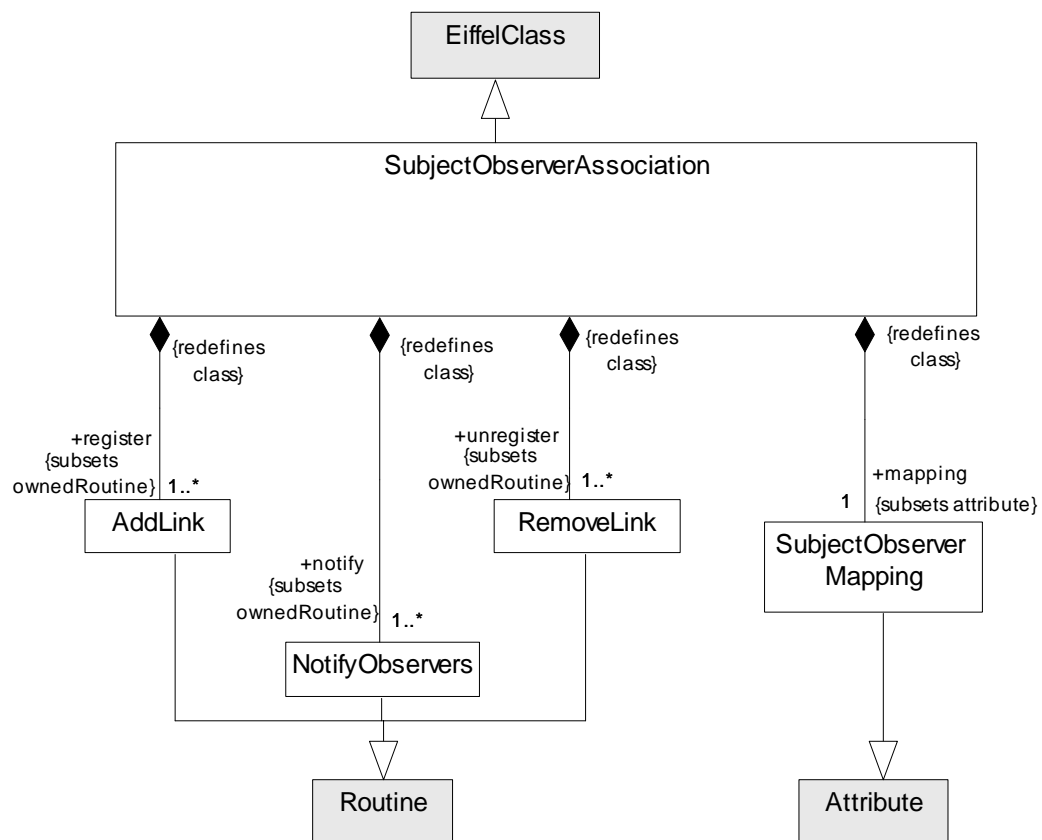 EiffelClass
SubjectObserverAssociation
{redefines
class}
{redefines
class}
{redefines
class}
{redefines
class}
+register
{subsets
ownedRoutine}
1..*
AddLink
+unregister
{subsets
ownedRoutine}
1..*
RemoveLink
+mapping
1
{subsets attribute}
SubjectObserver
Mapping
+notify
{subsets
ownedRoutine}
1..*
NotifyObservers
Routine
Attribute